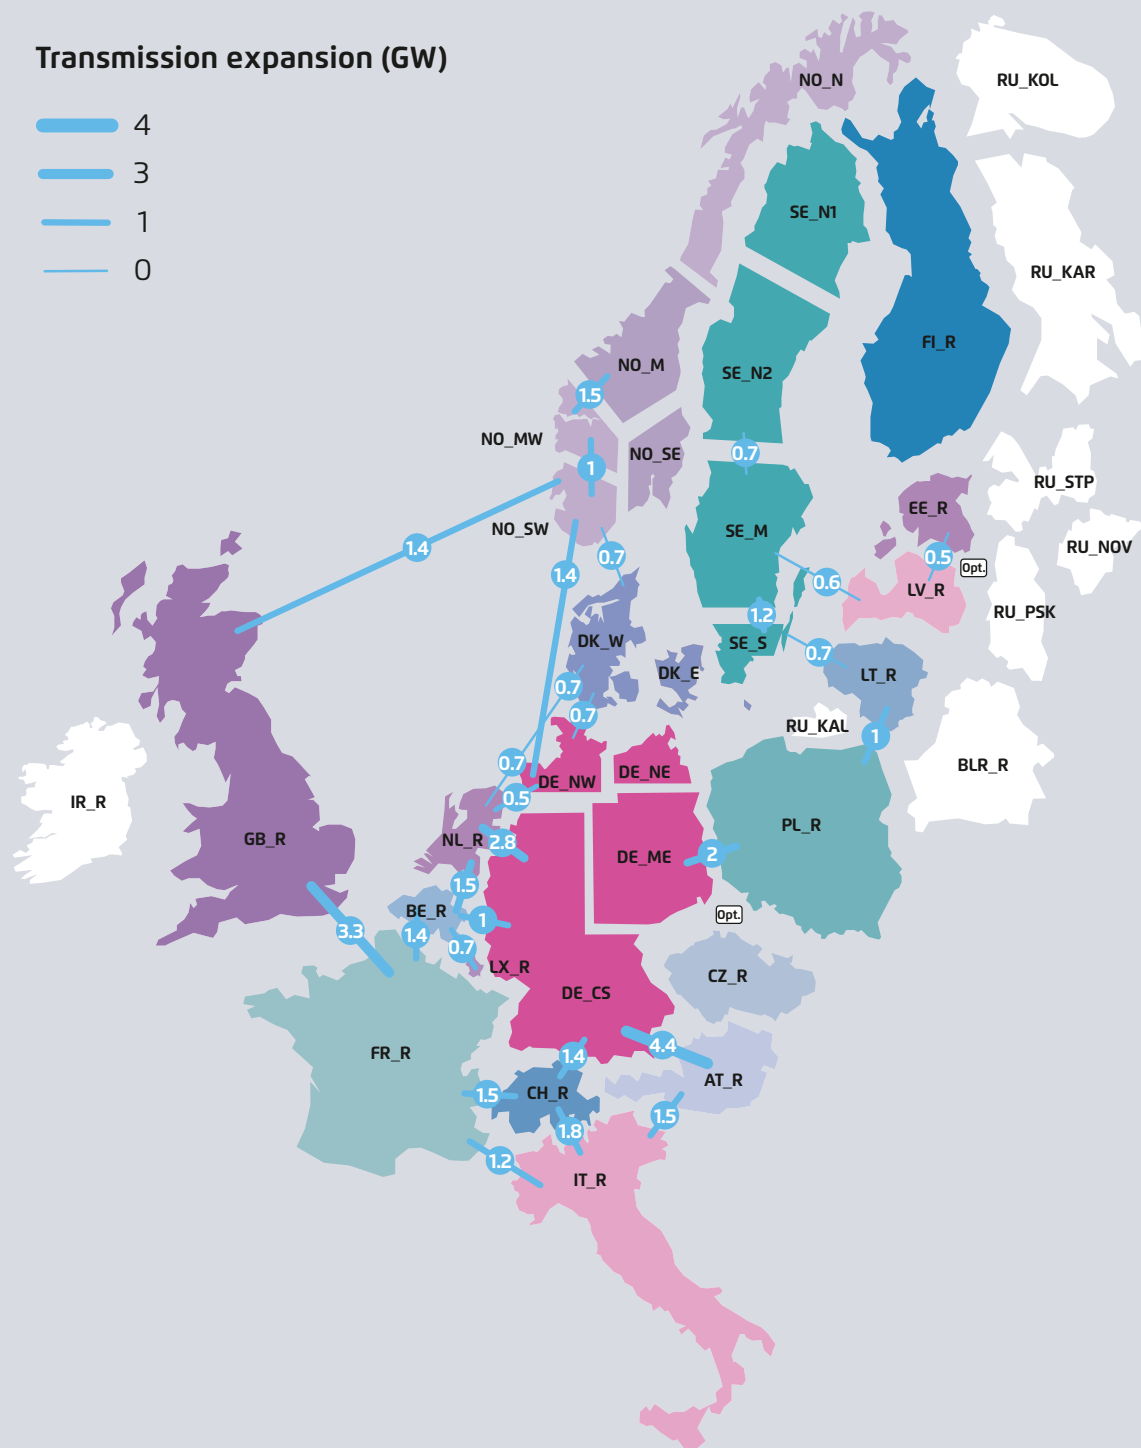 Transmission expansion (GW)
4
3
1
0
NO_N
RU_KOL
SE_N1
RU_KAR
FI_R
NO_M
SE_N2
1.5
NO_MW
NO_SE
0.7
1
RU_STP
EE_R
NO_SW
SE_M
RU_NOV
1.4
0.7
0.5
Opt.
1.4
0.6
LV_R
RU_PSK
1.2
DK_W
SE_S
0.7
DK_E
LT_R
0.7
0.7
RU_KAL
1
0.7
BLR_R
DE_NE
DE_NW
0.5
IR_R
GB_R
NL_R
2.8
PL_R
DE_ME
2
1.5
BE_R
Opt.
1
3.3
1.4
0.7
LX_R
CZ_R
DE_CS
FR_R
1.4
4.4
AT_R
1.5
CH_R
1.5
1.8
1.2
IT_R